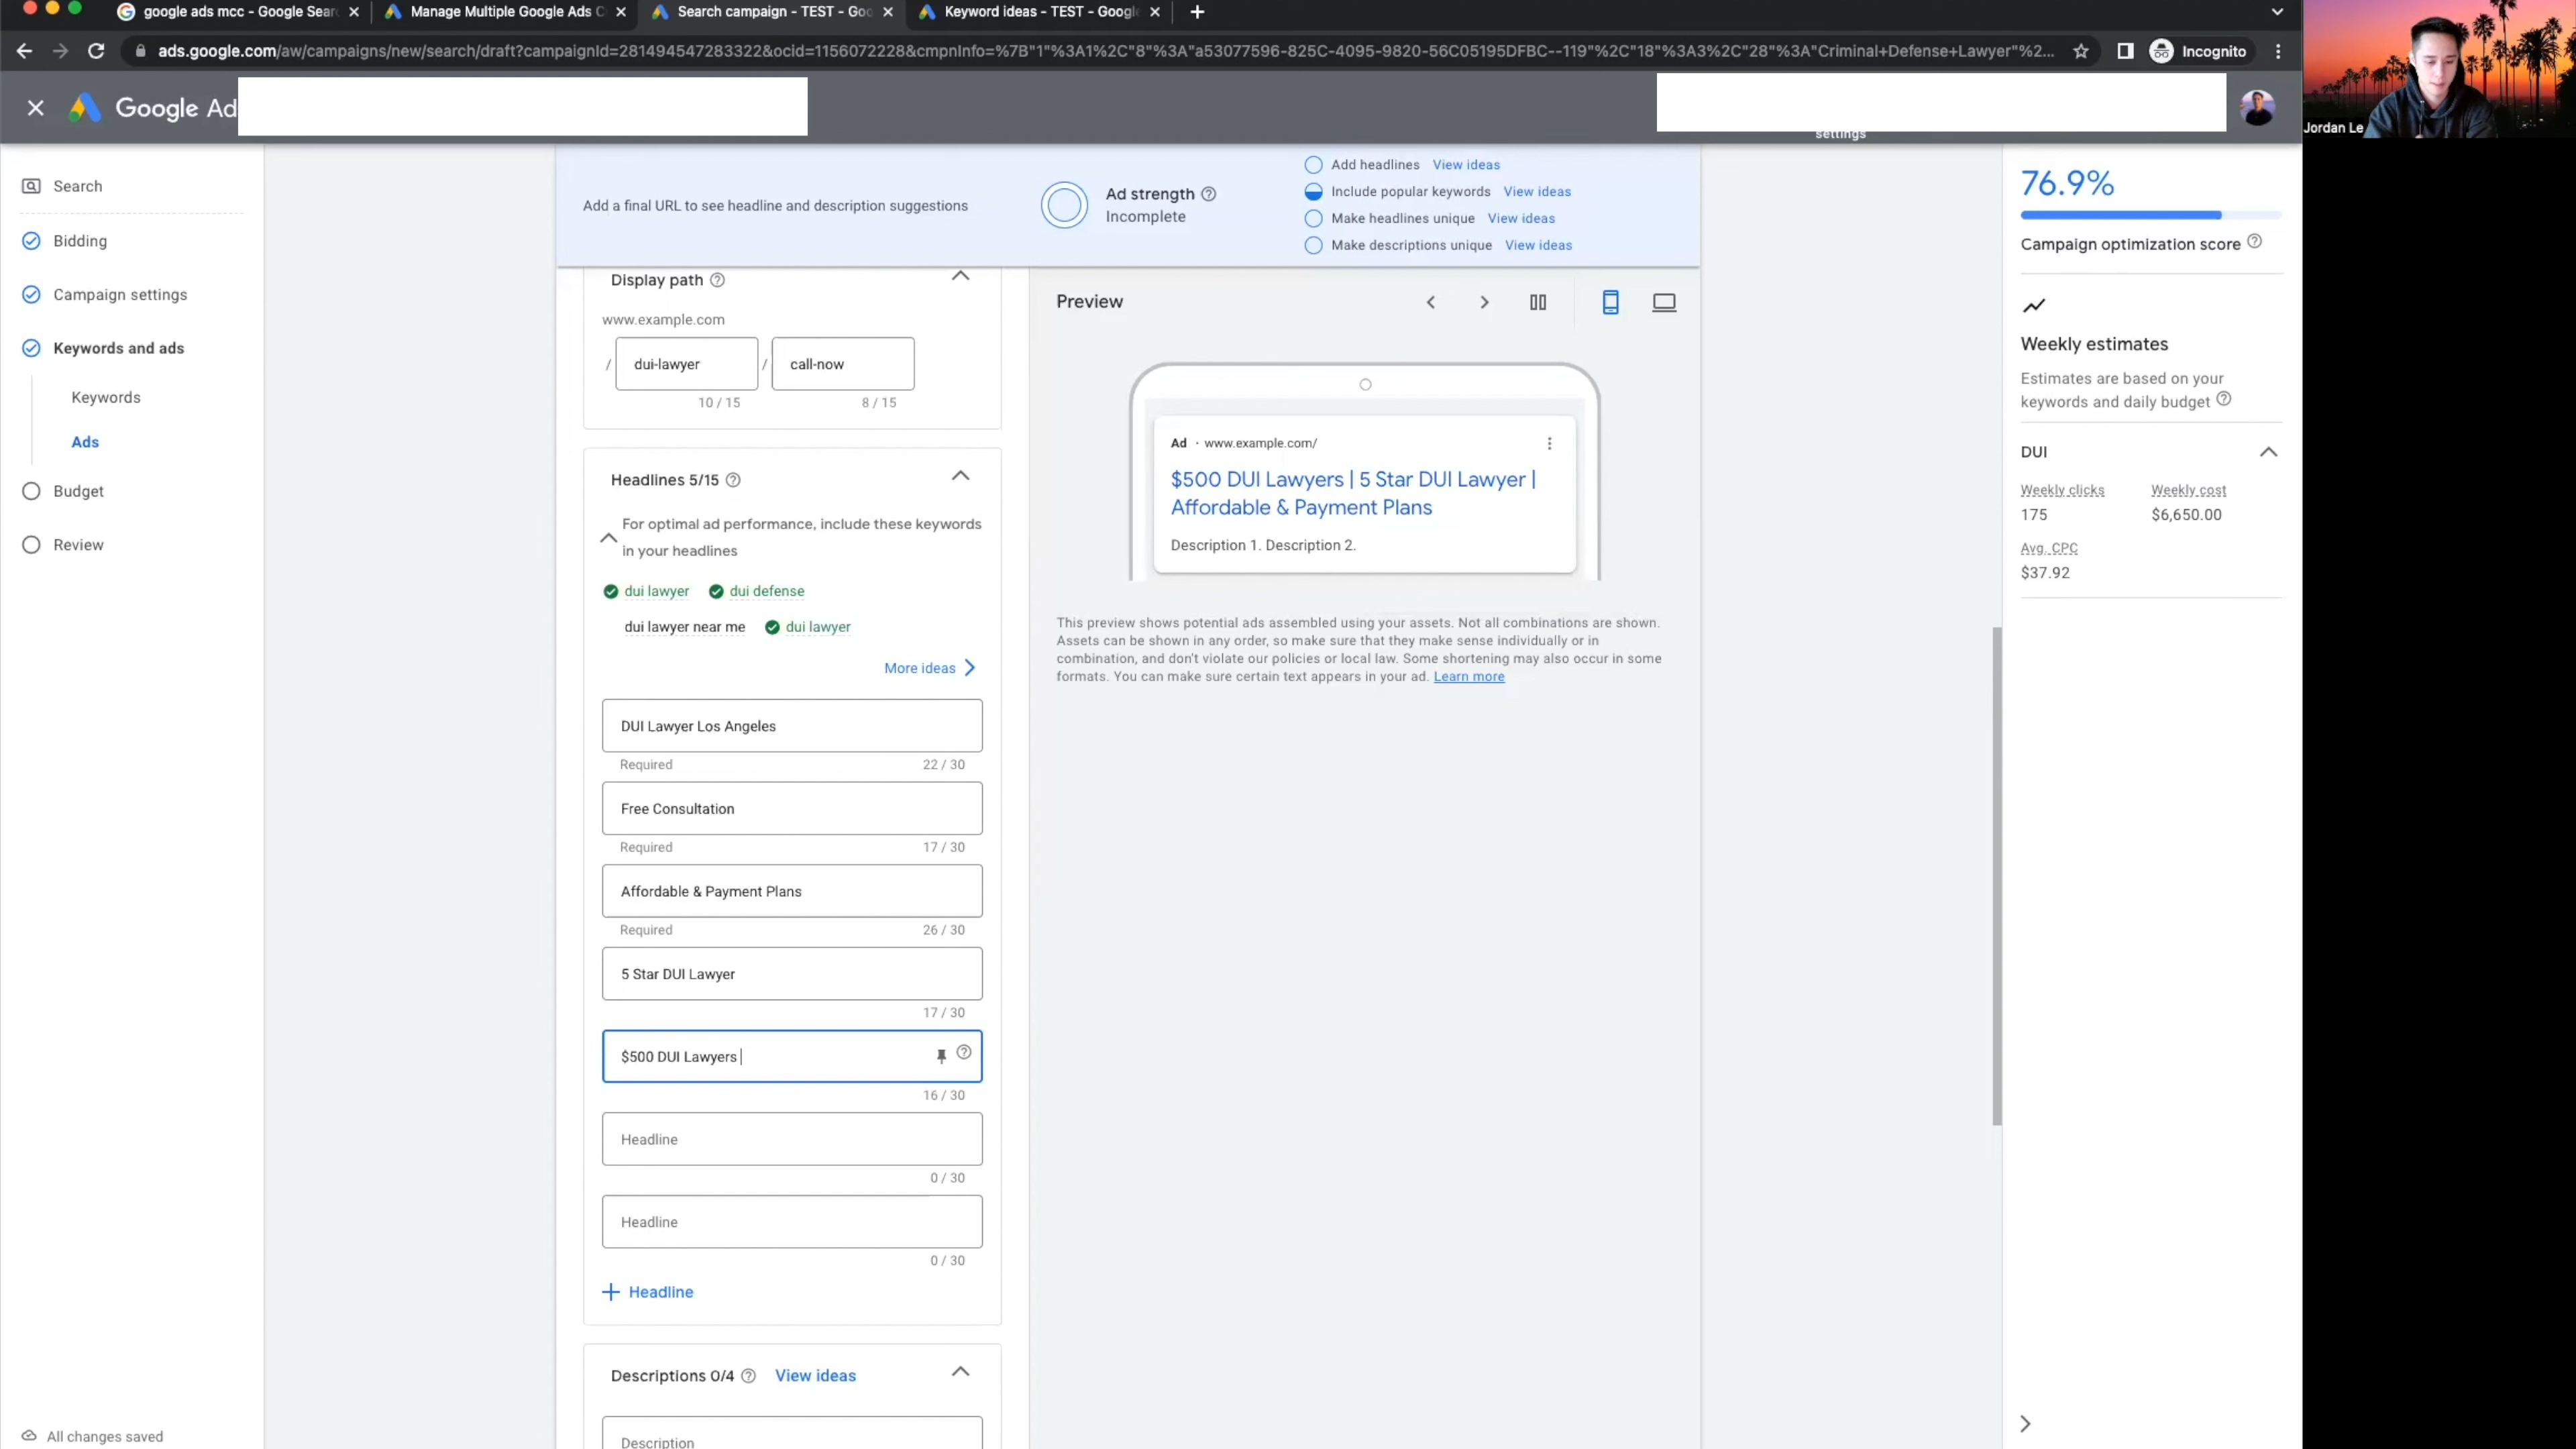 google ads mcc - Google Sear
Manage Multiple Google Ads C
Search campaign - TEST - Goo
Keyword ideas - TEST - Googl
ads.google.com/aw/campaigns/new/search/draft?campaignId=281494547283322&ocid=1156072228&cmpnInfo=%7B"1"%3A1%2C"8"%3A"a53077596-825C-4095-9820-56C05195DFBC--119"%2C"18"%3A3%2C"28"%3A"Criminal+Defense+Lawyer"%2...
Incognito
Google Ad
settings
Jordan Le
Search
Bidding
Campaign settings
Keywords and ads
Keywords
Ads
Budget
Review
All changes saved
Add a final URL to see headline and description suggestions
Ad strength
Incomplete
Add headlines View ideas
Include popular keywords View ideas
Make headlines unique View ideas
Make descriptions unique View ideas
Display path
www.example.com
/ dui-lawyer / call-now
10 / 15 8 / 15
Headlines 5/15
For optimal ad performance, include these keywords
in your headlines
dui lawyer dui defense
dui lawyer near me dui lawyer
More ideas
DUI Lawyer Los Angeles
Required 22 / 30
Free Consultation
Required 17 / 30
Affordable & Payment Plans
Required 26 / 30
5 Star DUI Lawyer
17 / 30
$500 DUI Lawyers
16 / 30
Headline
0 / 30
Headline
0 / 30
+ Headline
Descriptions 0/4 View ideas
Description
Preview
Ad · www.example.com/
$500 DUI Lawyers | 5 Star DUI Lawyer |
Affordable & Payment Plans
Description 1. Description 2.
This preview shows potential ads assembled using your assets. Not all combinations are shown.
Assets can be shown in any order, so make sure that they make sense individually or in
combination, and don't violate our policies or local law. Some shortening may also occur in some
formats. You can make sure certain text appears in your ad. Learn more
76.9%
Campaign optimization score
Weekly estimates
Estimates are based on your
keywords and daily budget
DUI
Weekly clicks Weekly cost
175 $6,650.00
Avg. CPC
$37.92